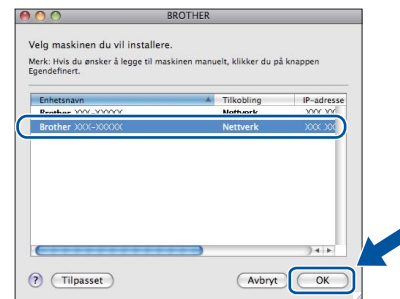 BROTHER
Velg maskinen du vil installere.
Merk: Hvis du ønsker å legge til maskinen manuelt, klikker du på knappen
Egendefinert.
Enhetsnavn Tilkobling IP-adresse
Brother XXX-XXXXX Nettverk XXX XX
Brother XXX-XXXXX Nettverk XXX XX
? Tilpasset Avbryt OK